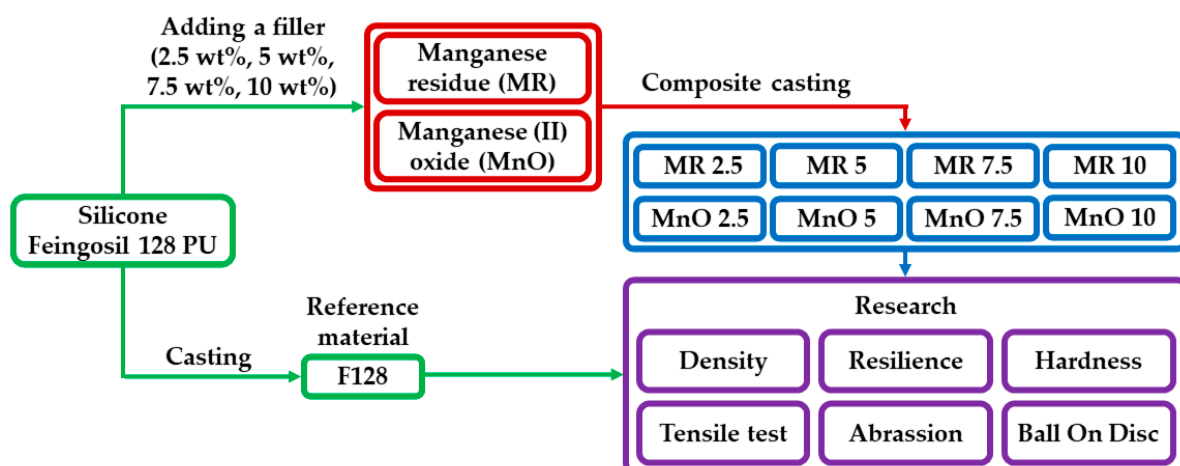 Adding a filler
(2.5 wt%, 5 wt%,
7.5 wt%, 10 wt%)
Manganese
residue (MR)
Manganese (II)
oxide (MnO)
Composite casting
MR 2.5
MR 5
MR 7.5
MR 10
MnO 2.5
MnO 5
MnO 7.5
MnO 10
Silicone
Feingosil 128 PU
Casting
Reference
material
F128
Research
Density
Resilience
Hardness
Tensile test
Abrassion
Ball On Disc